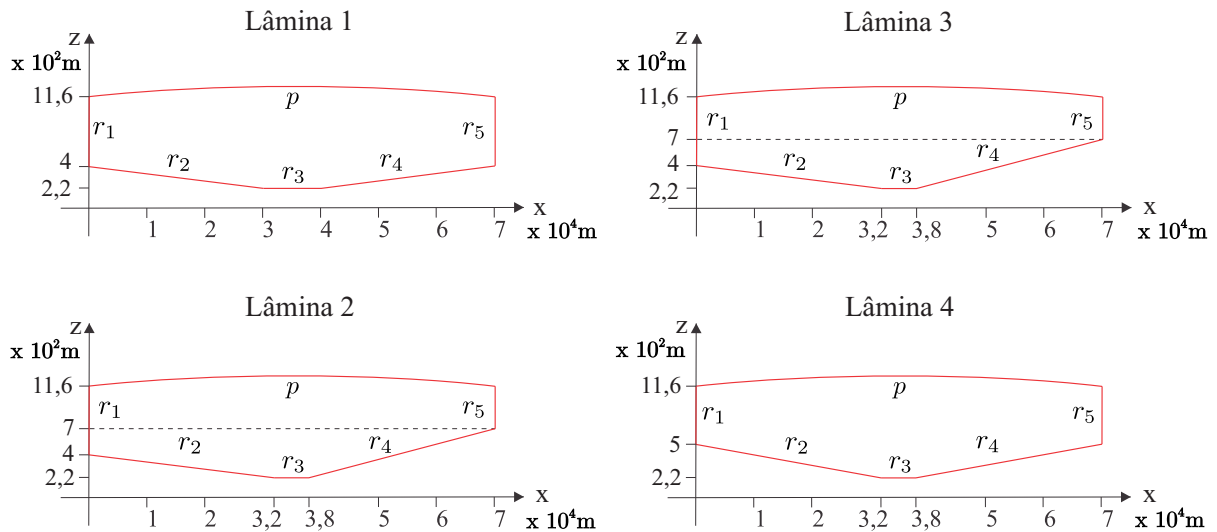 Lâmina 1
z
x 10²m
11,6
p
r₁
r₅
4
r₂
r₃
r₄
2,2
x
1 2 3 4 5 6 7 x 10⁴m
Lâmina 3
z
x 10²m
11,6
p
r₁
r₅
7
r₄
4
r₂
r₃
2,2
x
1 2 3,2 3,8 5 6 7 x 10⁴m
Lâmina 2
z
x 10²m
11,6
p
r₁
r₅
7
r₂
r₄
4
r₃
2,2
x
1 2 3,2 3,8 5 6 7 x 10⁴m
Lâmina 4
z
x 10²m
11,6
p
r₁
r₅
5
r₂
r₃
r₄
2,2
x
1 2 3,2 3,8 5 6 7 x 10⁴m